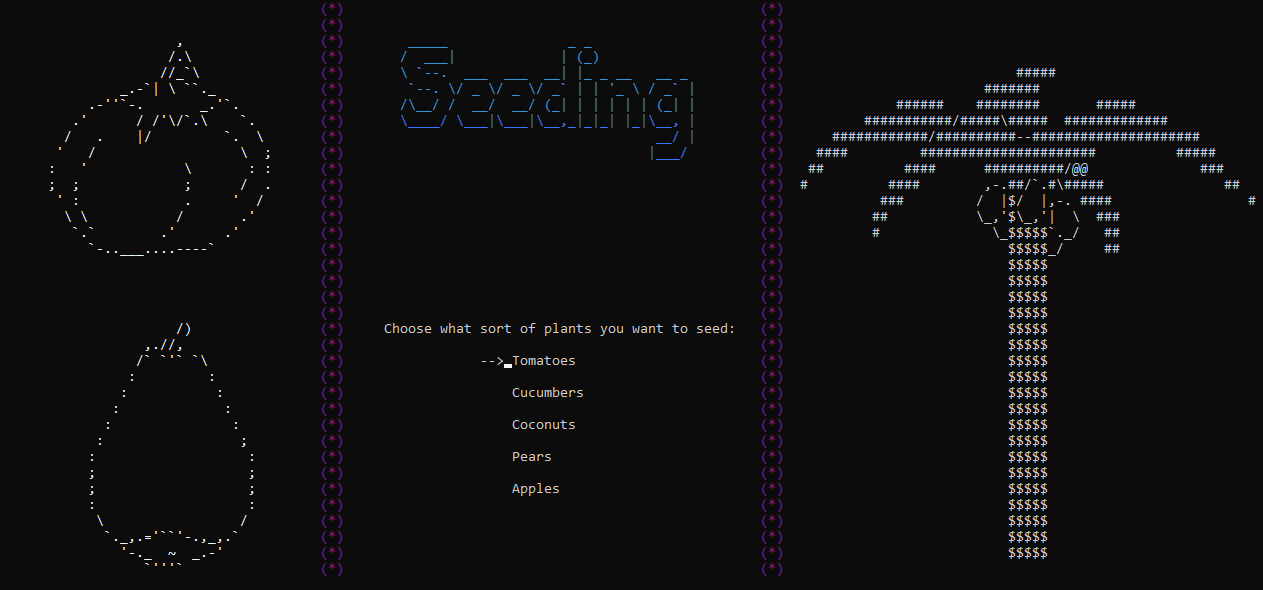 Seeding
Choose what sort of plants you want to seed:
-->Tomatoes
Cucumbers
Coconuts
Pears
Apples